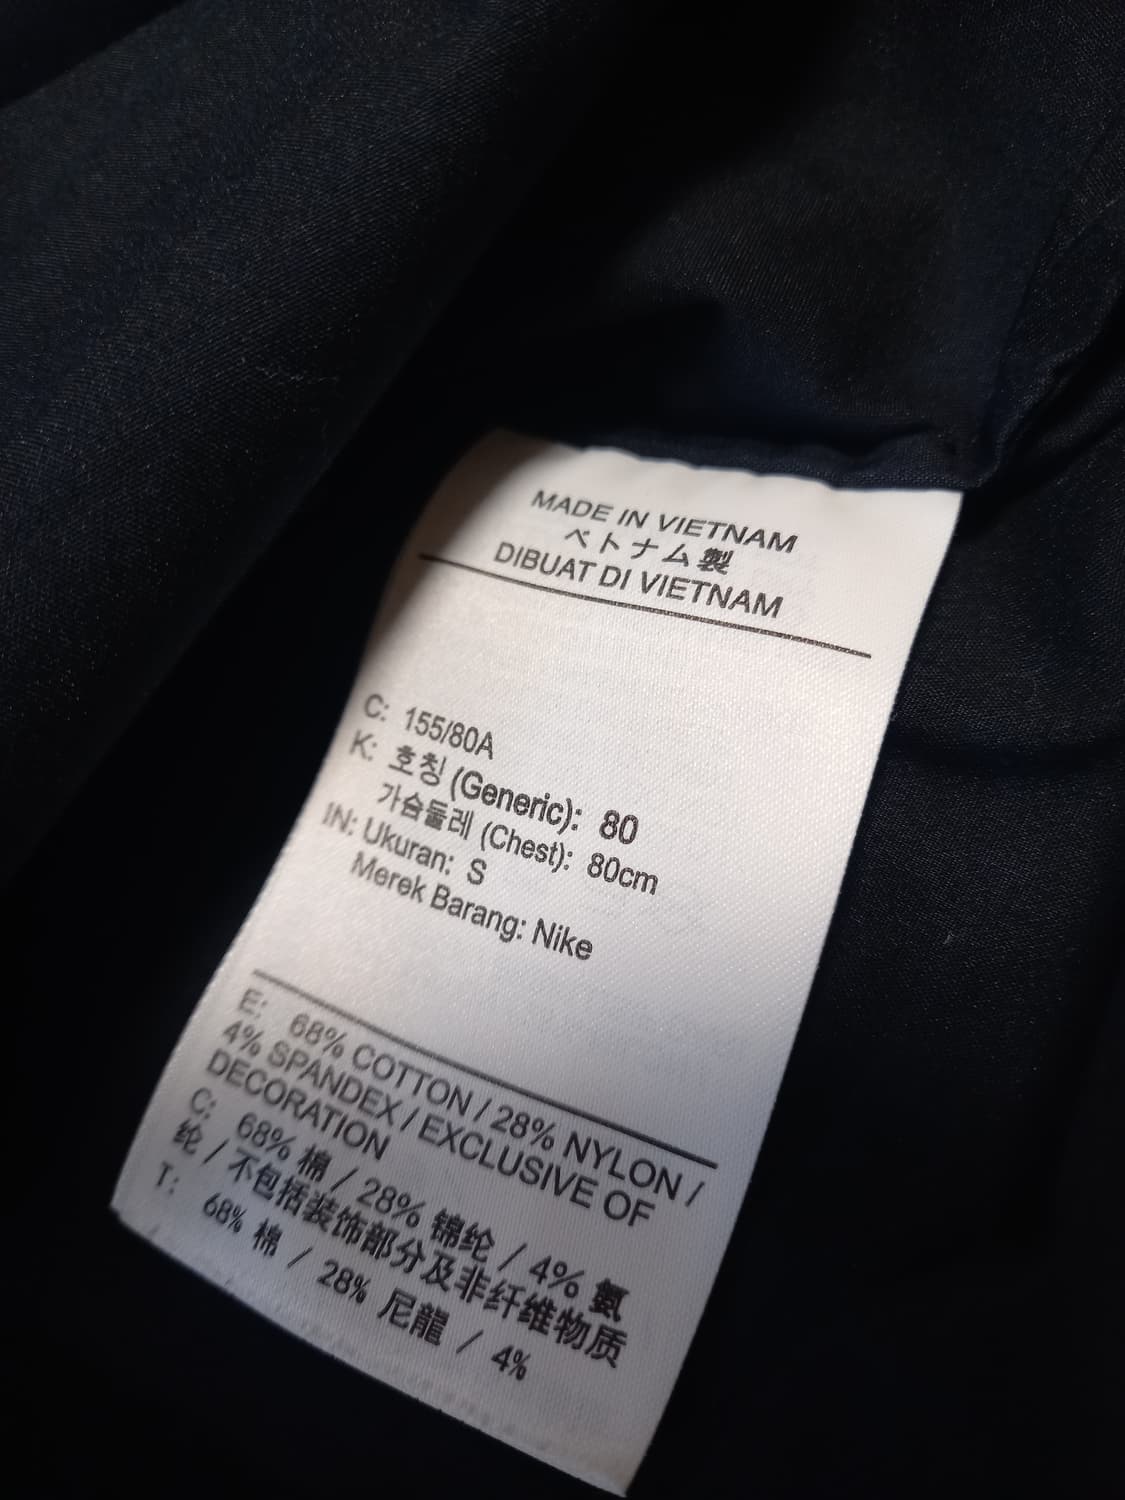 MADE IN VIETNAM
ベトナム製
DIBUAT DI VIETNAM
C: 155/80A
K: 호칭 (Generic): 80
가슴둘레 (Chest): 80cm
IN: Ukuran: S
Merek Barang: Nike
E: 68% COTTON / 28% NYLON /
4% SPANDEX / EXCLUSIVE OF
DECORATION
C: 68% 棉 / 28% 锦纶 / 4% 氨
纶 / 不包括装饰部分及非纤维物质
T: 68% 棉 / 28% 尼龍 / 4%